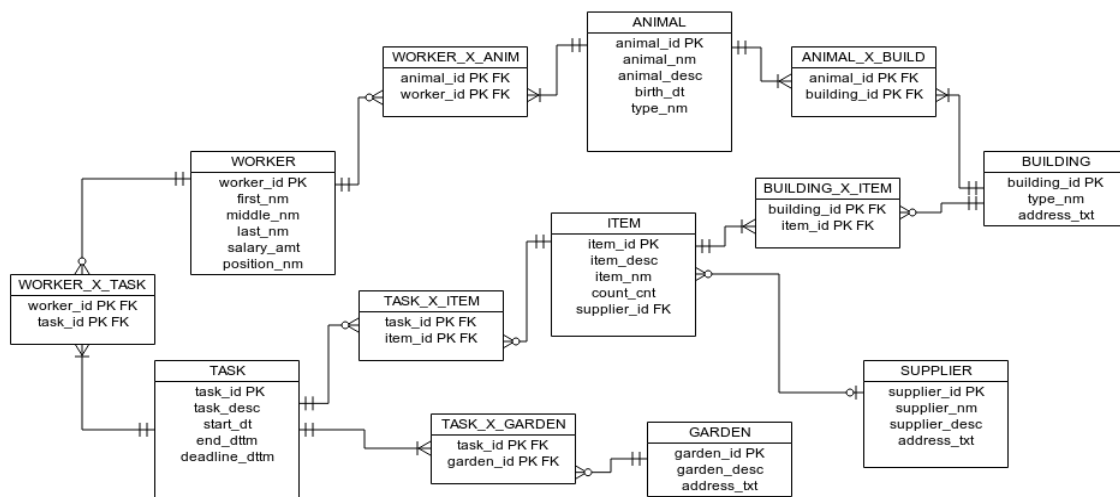 ANIMAL
animal_id PK
animal_nm
animal_desc
birth_dt
type_nm
WORKER_X_ANIM
animal_id PK FK
worker_id PK FK
ANIMAL_X_BUILD
animal_id PK FK
building_id PK FK
WORKER
worker_id PK
first_nm
middle_nm
last_nm
salary_amt
position_nm
BUILDING
building_id PK
type_nm
address_txt
BUILDING_X_ITEM
building_id PK FK
item_id PK FK
ITEM
item_id PK
item_desc
item_nm
count_cnt
supplier_id FK
WORKER_X_TASK
worker_id PK FK
task_id PK FK
TASK_X_ITEM
task_id PK FK
item_id PK FK
TASK
task_id PK
task_desc
start_dt
end_dttm
deadline_dttm
SUPPLIER
supplier_id PK
supplier_nm
supplier_desc
address_txt
TASK_X_GARDEN
task_id PK FK
garden_id PK FK
GARDEN
garden_id PK
garden_desc
address_txt